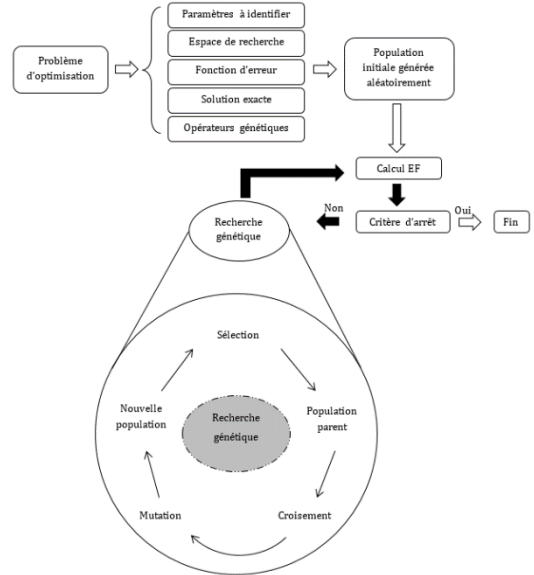 Problème
d'optimisation
Paramètres à identifier
Espace de recherche
Fonction d'erreur
Solution exacte
Opérateurs génétiques
Population
initiale générée
aléatoirement
Calcul EF
Critère d'arrêt
Oui
Fin
Non
Recherche
génétique
Sélection
Population
parent
Croisement
Mutation
Nouvelle
population
Recherche
génétique